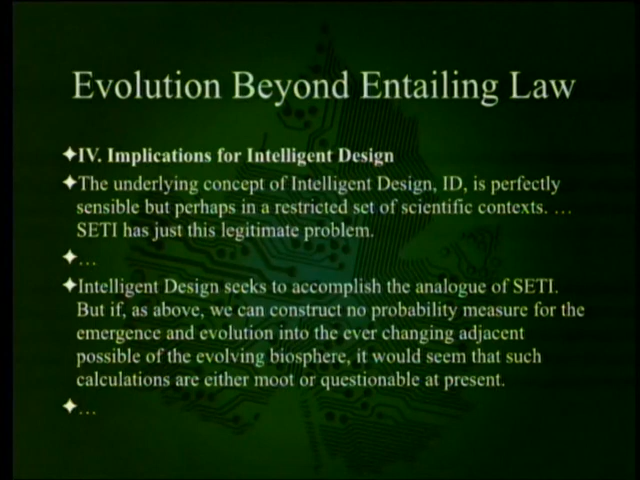 Evolution Beyond Entailing Law
✦IV. Implications for Intelligent Design
✦The underlying concept of Intelligent Design, ID, is perfectly
sensible but perhaps in a restricted set of scientific contexts. …
SETI has just this legitimate problem.
✦…
✦Intelligent Design seeks to accomplish the analogue of SETI.
But if, as above, we can construct no probability measure for the
emergence and evolution into the ever changing adjacent
possible of the evolving biosphere, it would seem that such
calculations are either moot or questionable at present.
✦…